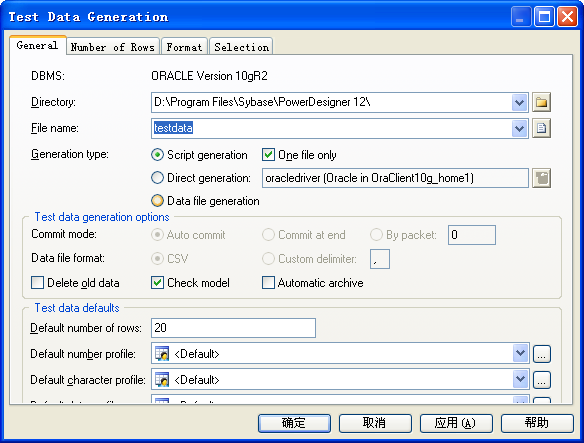 Test Data Generation
General Number of Rows Format Selection
DBMS: ORACLE Version 10gR2
Directory: D:\Program Files\Sybase\PowerDesigner 12\
File name: testdata
Generation type: Script generation One file only
Direct generation: oracledriver (Oracle in OraClient10g_home1)
Data file generation
Test data generation options
Commit mode: Auto commit Commit at end By packet: 0
Data file format: CSV Custom delimiter: ,
Delete old data Check model Automatic archive
Test data defaults
Default number of rows: 20
Default number profile: <Default> ...
Default character profile: <Default> ...
确定 取消 应用(A) 帮助